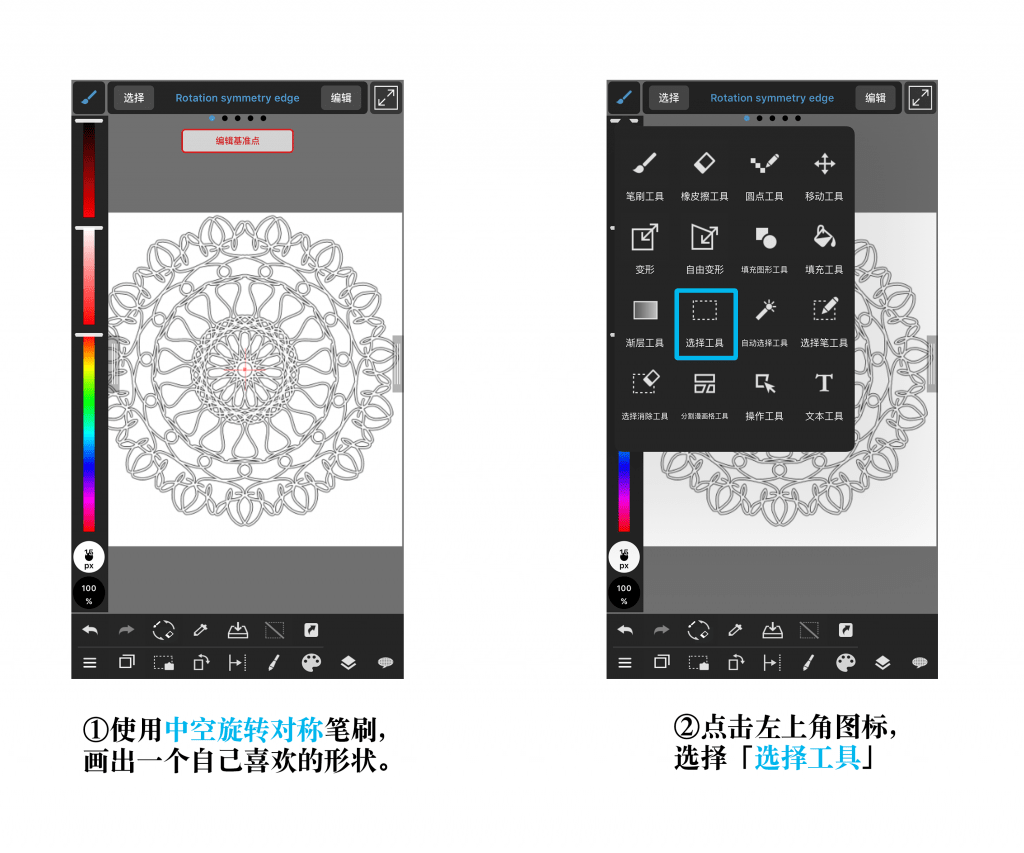 选择 Rotation symmetry edge 编辑
编辑基准点
15
px
100
%
①使用中空旋转对称笔刷，
画出一个自己喜欢的形状。
选择 Rotation symmetry edge 编辑
笔刷工具 橡皮擦工具 圆点工具 移动工具
变形 自由变形 填充图形工具 填充工具
渐层工具 选择工具 自动选择工具 选择笔工具
选择消除工具 分割漫画格工具 操作工具 文本工具
T
15
px
100
%
②点击左上角图标，
选择「选择工具」